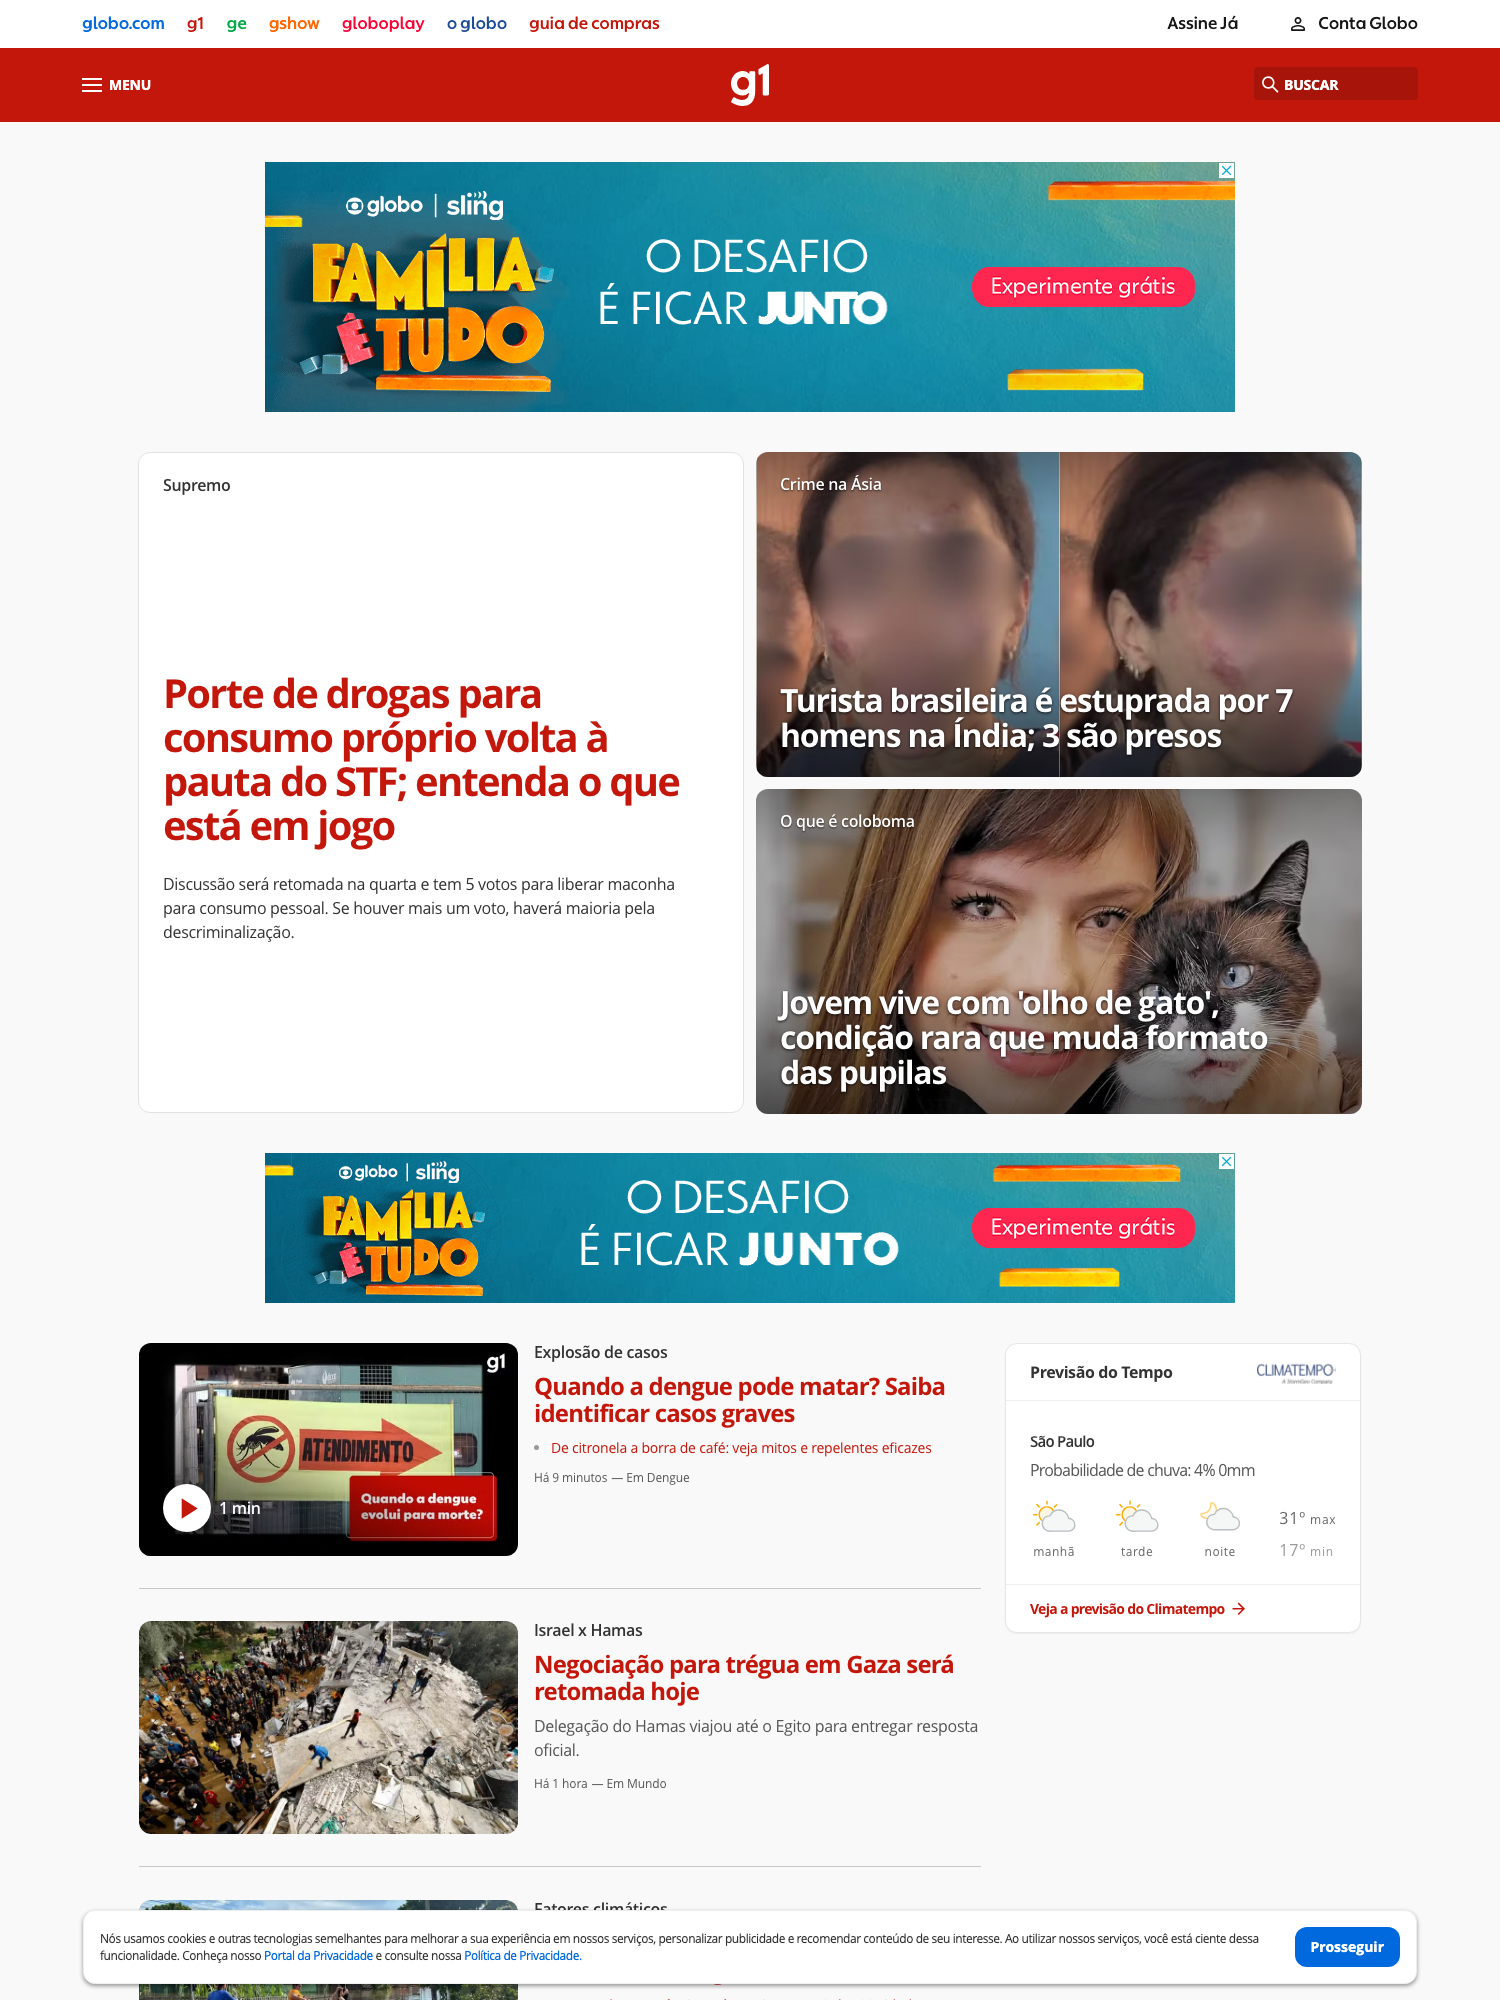 globo.com g1 ge gshow globoplay o globo guia de compras Assine Já Conta Globo
MENU g1 BUSCAR
globo | sling
FAMÍLIA
É TUDO
O DESAFIO
É FICAR JUNTO
Experimente grátis
Supremo
Porte de drogas para
consumo próprio volta à
pauta do STF; entenda o que
está em jogo
Discussão será retomada na quarta e tem 5 votos para liberar maconha
para consumo pessoal. Se houver mais um voto, haverá maioria pela
descriminalização.
Crime na Ásia
Turista brasileira é estuprada por 7
homens na Índia; 3 são presos
O que é coloboma
Jovem vive com 'olho de gato',
condição rara que muda formato
das pupilas
globo | sling
FAMÍLIA
É TUDO
O DESAFIO
É FICAR JUNTO
Experimente grátis
g1
ATENDIMENTO
1 min
Quando a dengue
evolui para morte?
Explosão de casos
Quando a dengue pode matar? Saiba
identificar casos graves
De citronela a borra de café: veja mitos e repelentes eficazes
Há 9 minutos — Em Dengue
Previsão do Tempo CLIMATEMPO
São Paulo
Probabilidade de chuva: 4% 0mm
manhã tarde noite
31º max
17º min
Veja a previsão do Climatempo
Israel x Hamas
Negociação para trégua em Gaza será
retomada hoje
Delegação do Hamas viajou até o Egito para entregar resposta
oficial.
Há 1 hora — Em Mundo
Fatores climáticos
Nós usamos cookies e outras tecnologias semelhantes para melhorar a sua experiência em nossos serviços, personalizar publicidade e recomendar conteúdo de seu interesse. Ao utilizar nossos serviços, você está ciente dessa
funcionalidade. Conheça nosso Portal da Privacidade e consulte nossa Política de Privacidade.
Prosseguir